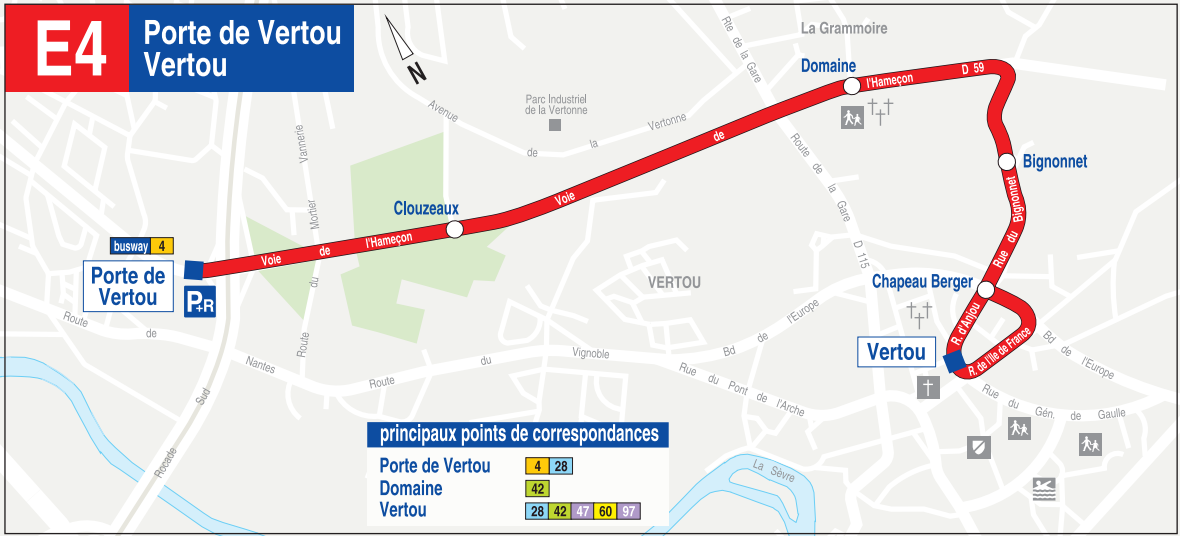 E4
Porte de Vertou
Vertou
N
La Grammoire
Rte de la Gare
Domaine
l'Hameçon
D 59
Parc Industriel
de la Vertonne
Avenue de la Vertonne
Vannerie
Mortier
Route du
de
Route de la Gare
D 115
Bignonnet
Rue du Bignonnet
Clouzeaux
Voie
Voie de l'Hameçon
busway 4
Porte de
Vertou
P+R
VERTOU
Chapeau Berger
R. d'Anjou
R. de l'Ile de France
Vertou
Bd de l'Europe
Bd de l'Europe
Route de Nantes
Route du Vignoble
Rue du Pont de l'Arche
Rue du Gén. de Gaulle
Rocade Sud
La Sèvre
principaux points de correspondances
Porte de Vertou 4 28
Domaine 42
Vertou 28 42 47 60 97